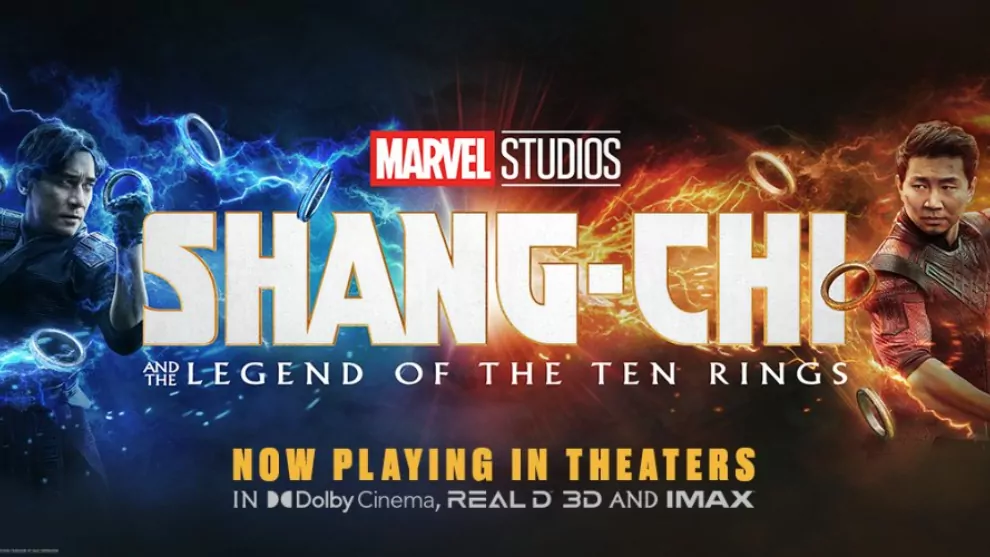 MARVEL STUDIOS
SHANG-CHI
AND THE LEGEND OF THE TEN RINGS
NOW PLAYING IN THEATERS
IN Dolby Cinema, REAL D 3D AND IMAX